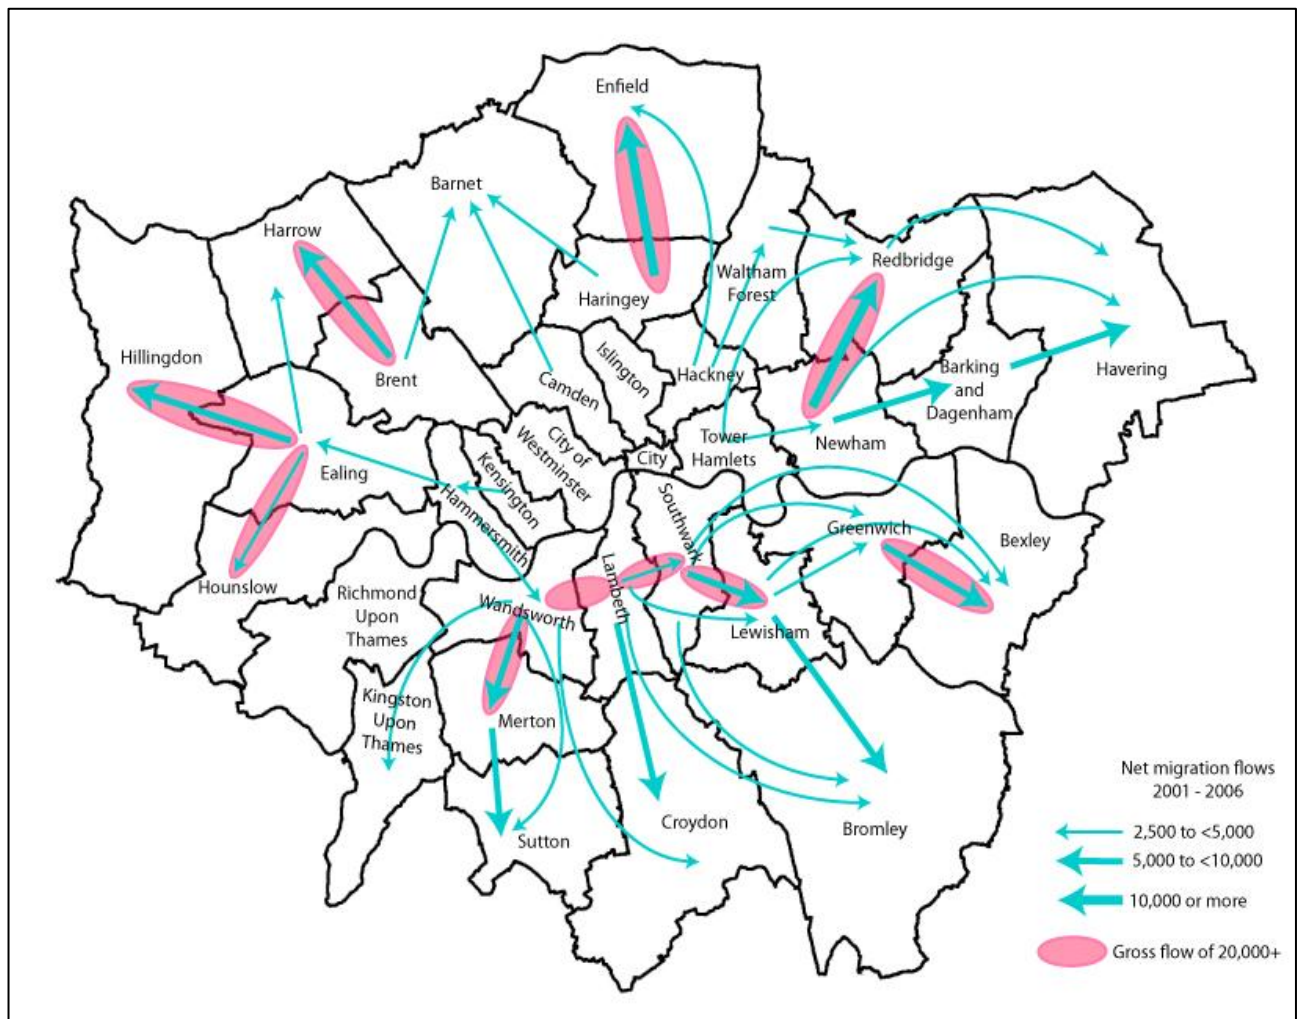 Enfield
Barnet
Harrow
Redbridge
Waltham
Forest
Haringey
Hillingdon
Islington
Hackney
Barking
and
Dagenham
Havering
Brent
Camden
Tower
Hamlets
Newham
City of
Westminster
City
Ealing
Kensington
Hammersmith
Southwark
Greenwich
Bexley
Hounslow
Richmond
Upon
Thames
Wandsworth
Lambeth
Lewisham
Kingston
Upon
Thames
Merton
Sutton
Croydon
Bromley
Net migration flows
2001 - 2006
2,500 to <5,000
5,000 to <10,000
10,000 or more
Gross flow of 20,000+